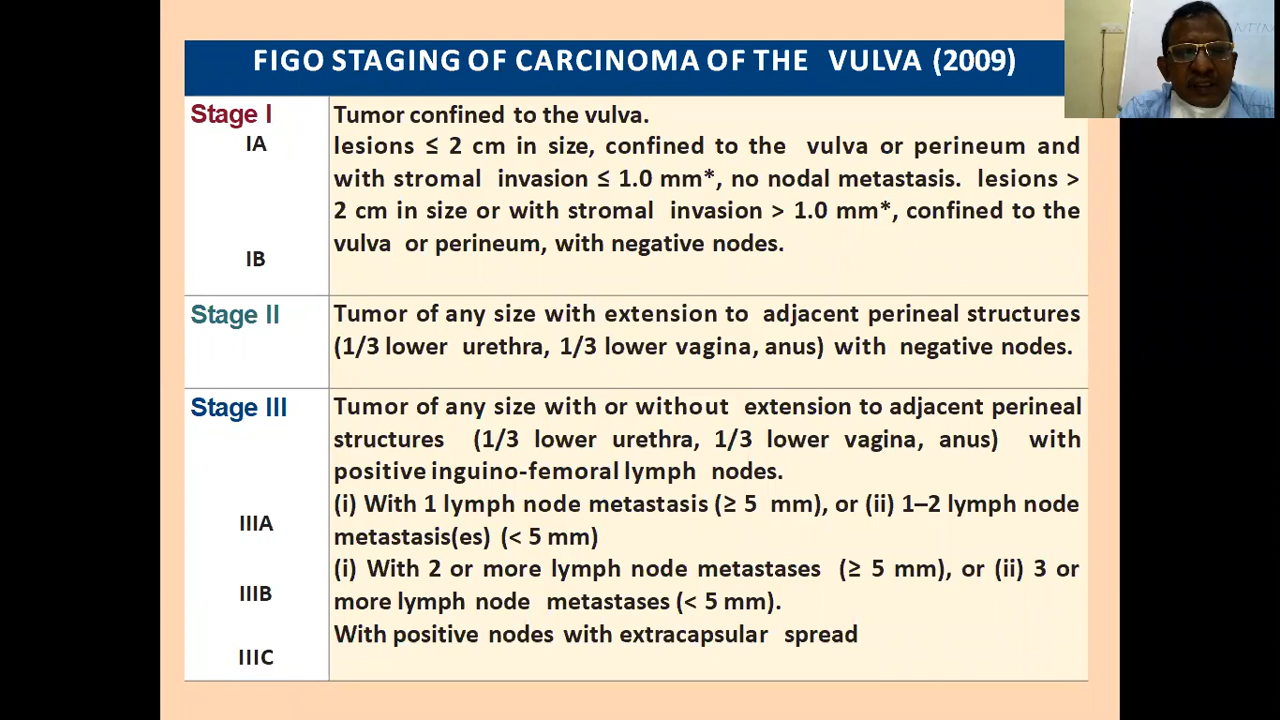 FIGO STAGING OF CARCINOMA OF THE VULVA (2009)
Stage I
Tumor confined to the vulva.
IA
lesions ≤ 2 cm in size, confined to the vulva or perineum and
with stromal invasion ≤ 1.0 mm*, no nodal metastasis. lesions >
2 cm in size or with stromal invasion > 1.0 mm*, confined to the
vulva or perineum, with negative nodes.
IB
Stage II
Tumor of any size with extension to adjacent perineal structures
(1/3 lower urethra, 1/3 lower vagina, anus) with negative nodes.
Stage III
Tumor of any size with or without extension to adjacent perineal
structures (1/3 lower urethra, 1/3 lower vagina, anus) with
positive inguino-femoral lymph nodes.
(i) With 1 lymph node metastasis (≥ 5 mm), or (ii) 1–2 lymph node
IIIA
metastasis(es) (< 5 mm)
(i) With 2 or more lymph node metastases (≥ 5 mm), or (ii) 3 or
IIIB
more lymph node metastases (< 5 mm).
With positive nodes with extracapsular spread
IIIC